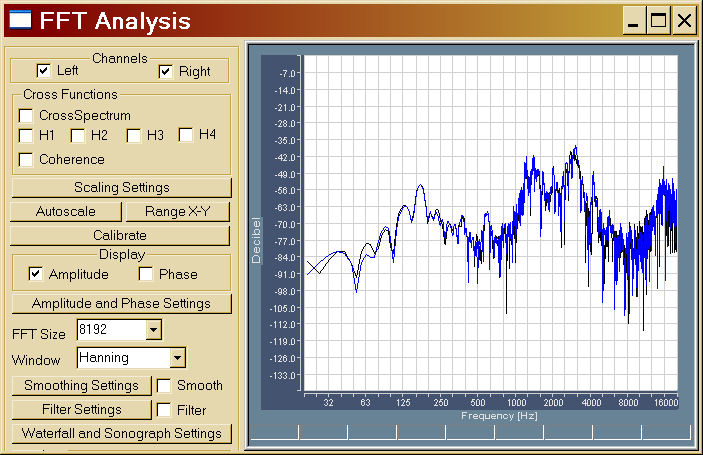 FFT Analysis
Channels
Left Right
Cross Functions
CrossSpectrum
H1 H2 H3 H4
Coherence
Scaling Settings
Autoscale Range X-Y
Calibrate
Display
Amplitude Phase
Amplitude and Phase Settings
FFT Size 8192
Window Hanning
Smoothing Settings Smooth
Filter Settings Filter
Waterfall and Sonograph Settings
Decibel
-7.0
-14.0
-21.0
-28.0
-35.0
-42.0
-49.0
-56.0
-63.0
-70.0
-77.0
-84.0
-91.0
-98.0
-105.0
-112.0
-119.0
-126.0
-133.0
32 63 125 250 500 1000 2000 4000 8000 16000
Frequency [Hz]